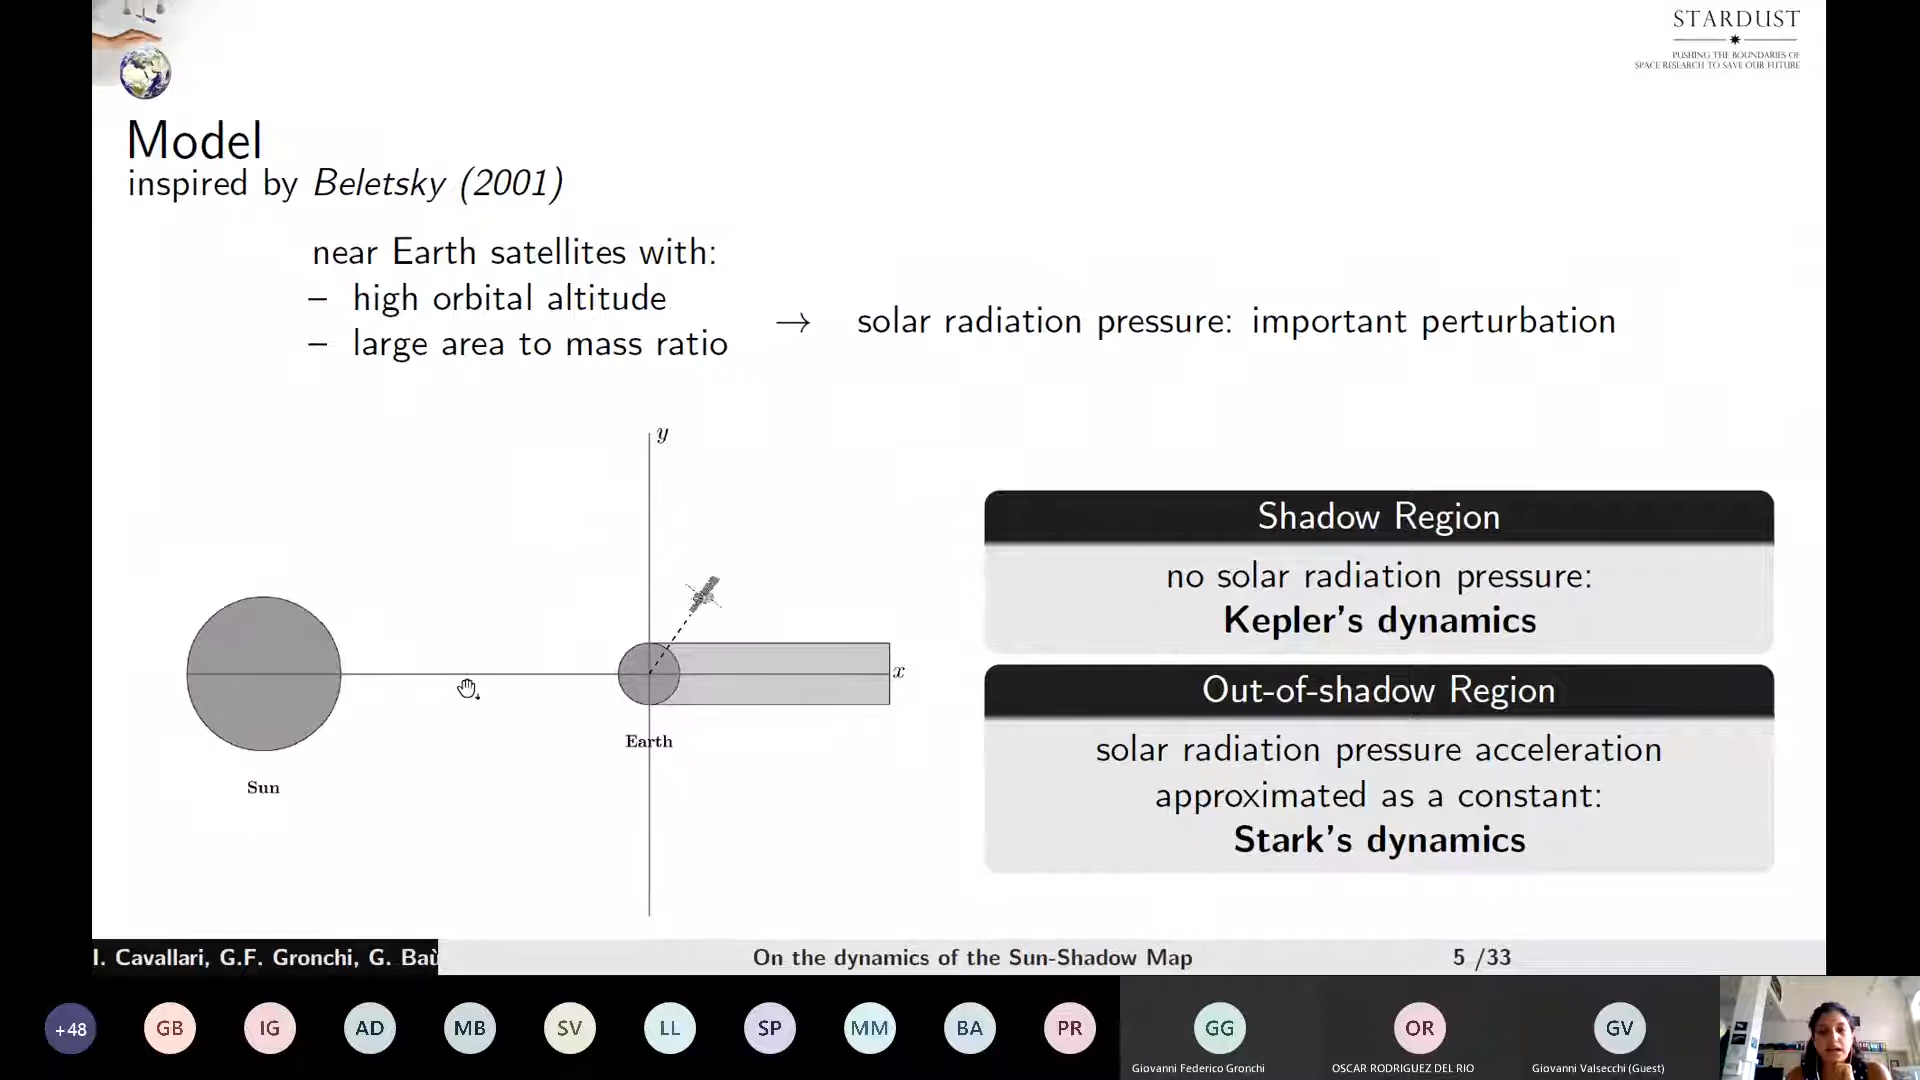 STARDUST
PUSHING THE BOUNDARIES OF
SPACE RESEARCH TO SAVE OUR FUTURE
Model
inspired by Beletsky (2001)
near Earth satellites with:
– high orbital altitude
– large area to mass ratio
→ solar radiation pressure: important perturbation
y
x
Earth
Sun
Shadow Region
no solar radiation pressure:
Kepler's dynamics
Out-of-shadow Region
solar radiation pressure acceleration
approximated as a constant:
Stark's dynamics
I. Cavallari, G.F. Gronchi, G. Baù
On the dynamics of the Sun-Shadow Map
5 /33
+48
GB
IG
AD
MB
SV
LL
SP
MM
BA
PR
GG
OR
GV
Giovanni Federico Gronchi
OSCAR RODRIGUEZ DEL RIO
Giovanni Valsecchi (Guest)